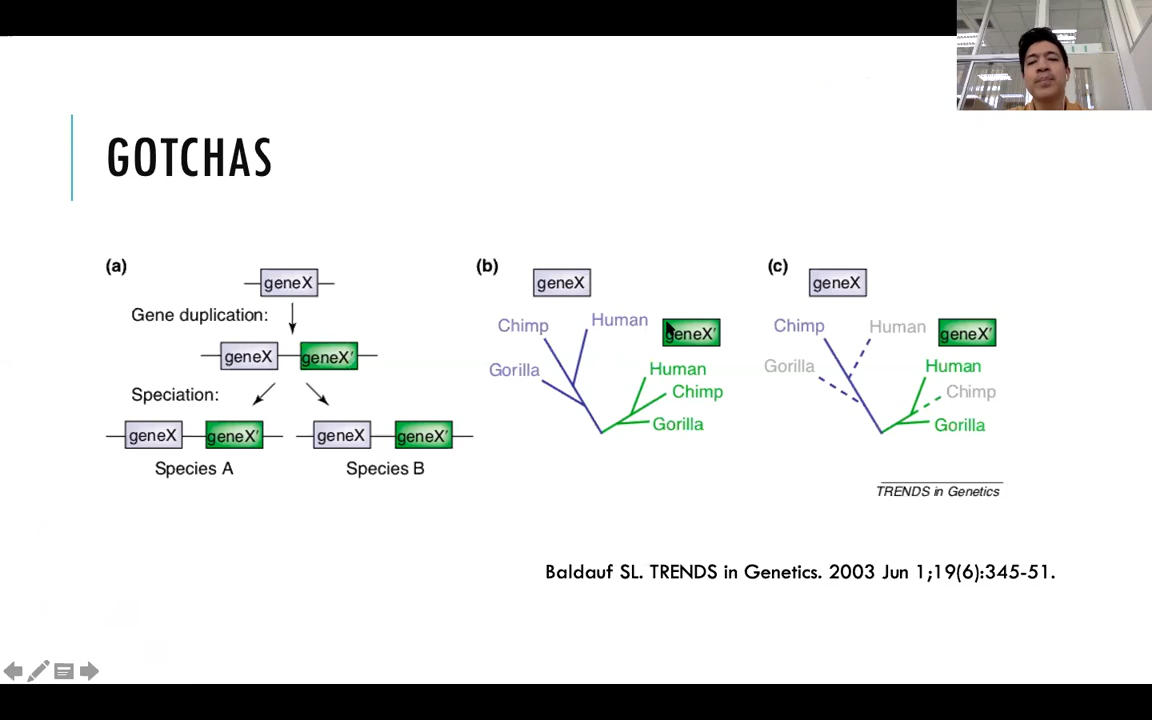 GOTCHAS
(a)
geneX
Gene duplication:
geneX geneX′
Speciation:
geneX geneX′ geneX geneX′
Species A Species B
(b)
geneX
Chimp Human geneX′
Gorilla Human
Chimp
Gorilla
(c)
geneX
Chimp Human geneX′
Gorilla Human
Chimp
Gorilla
TRENDS in Genetics
Baldauf SL. TRENDS in Genetics. 2003 Jun 1;19(6):345-51.